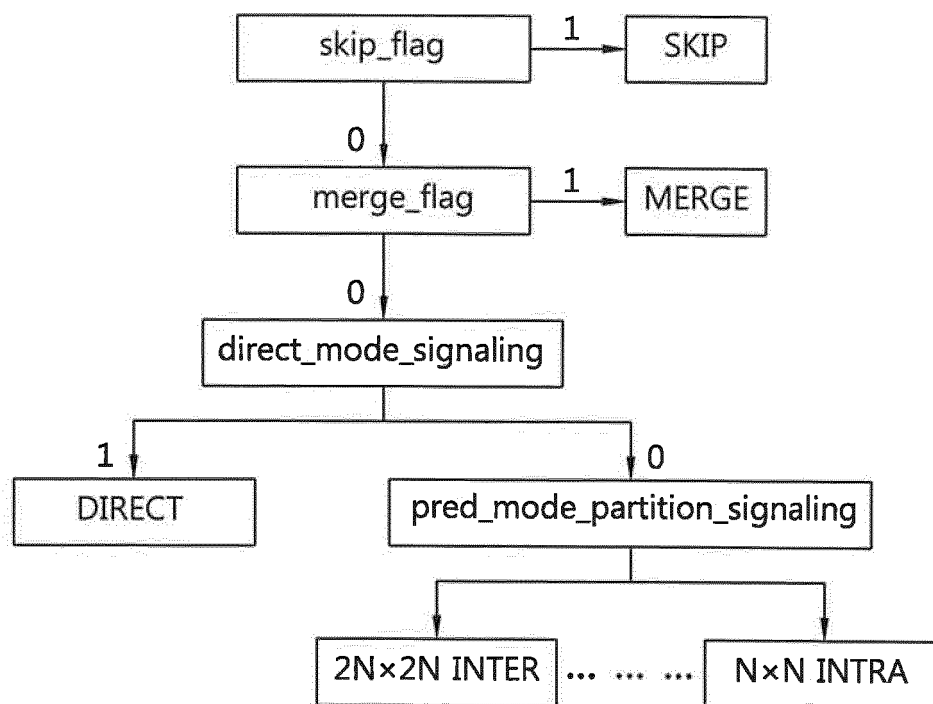 skip_flag 1 SKIP
0
merge_flag 1 MERGE
0
direct_mode_signaling
1 0
DIRECT pred_mode_partition_signaling
2N×2N INTER ... ... ... N×N INTRA